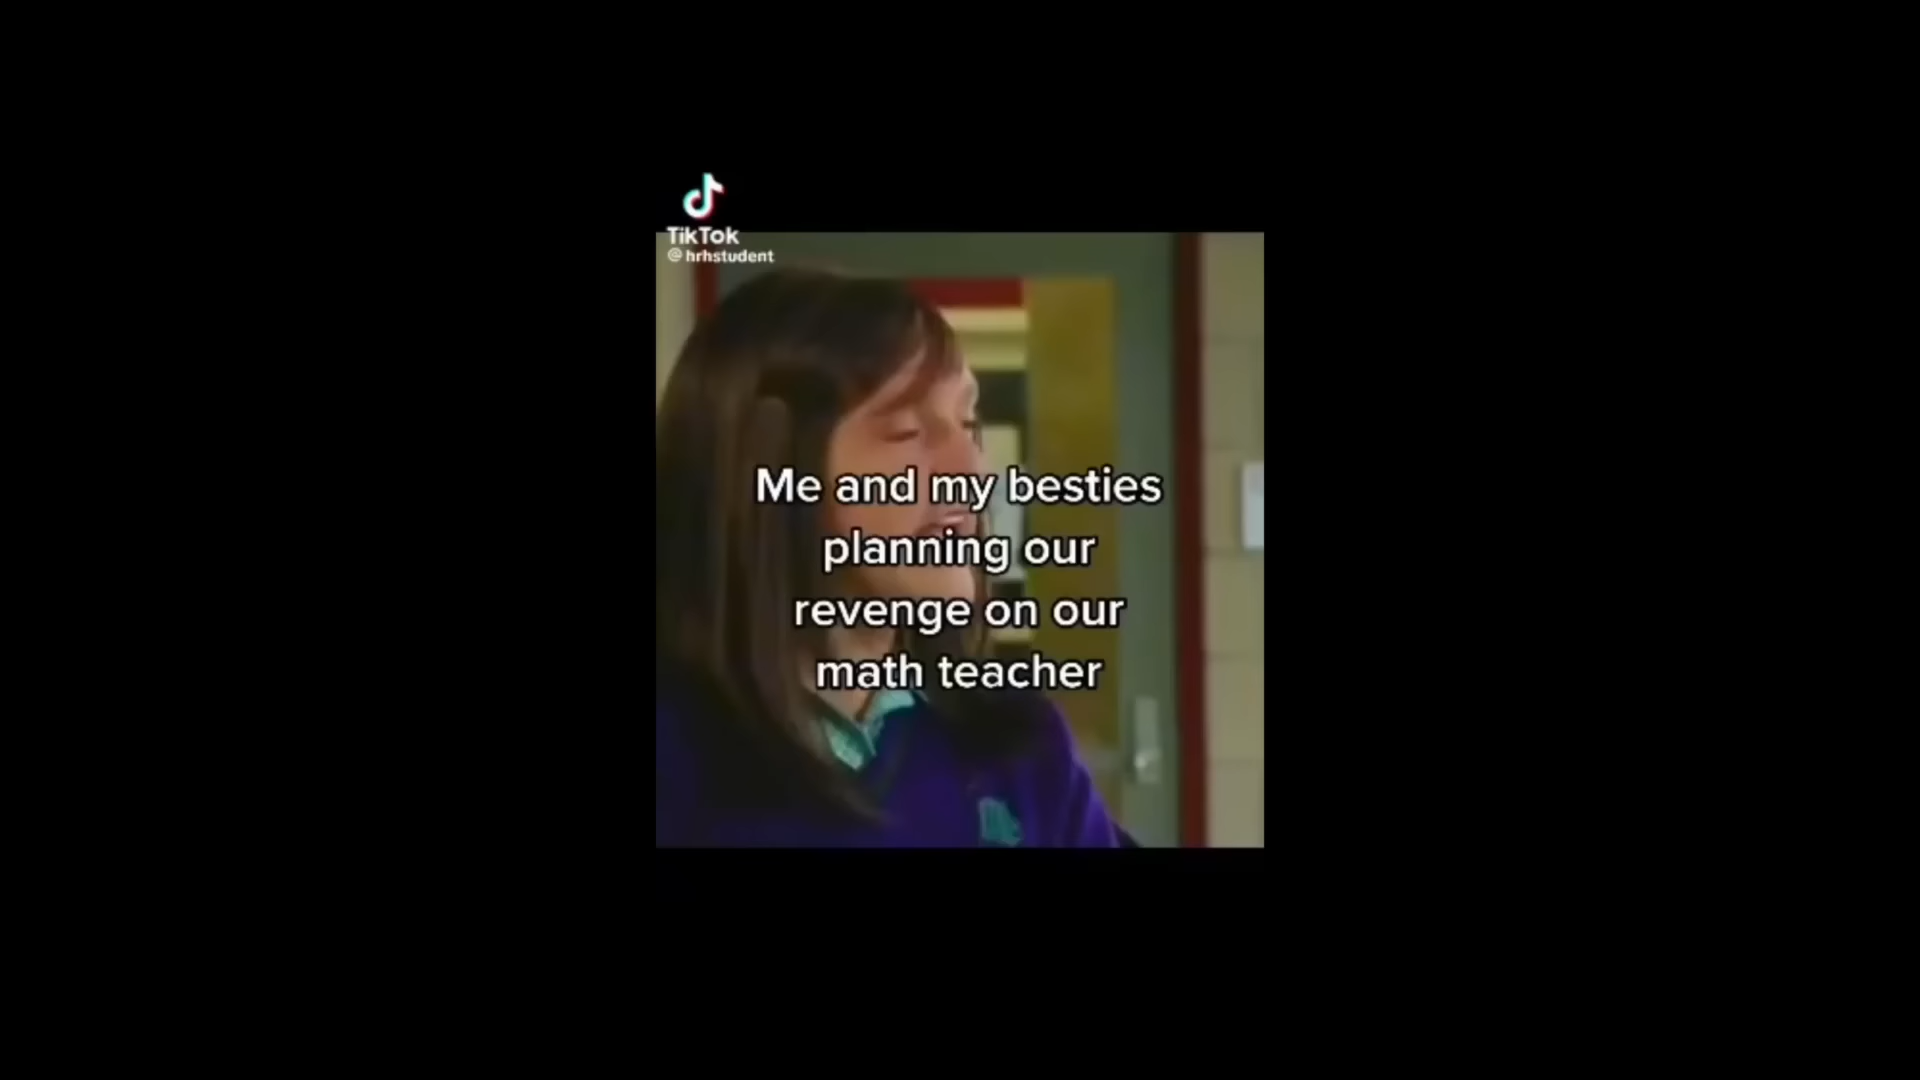 TikTok
@hrhstudent
Me and my besties
planning our
revenge on our
math teacher